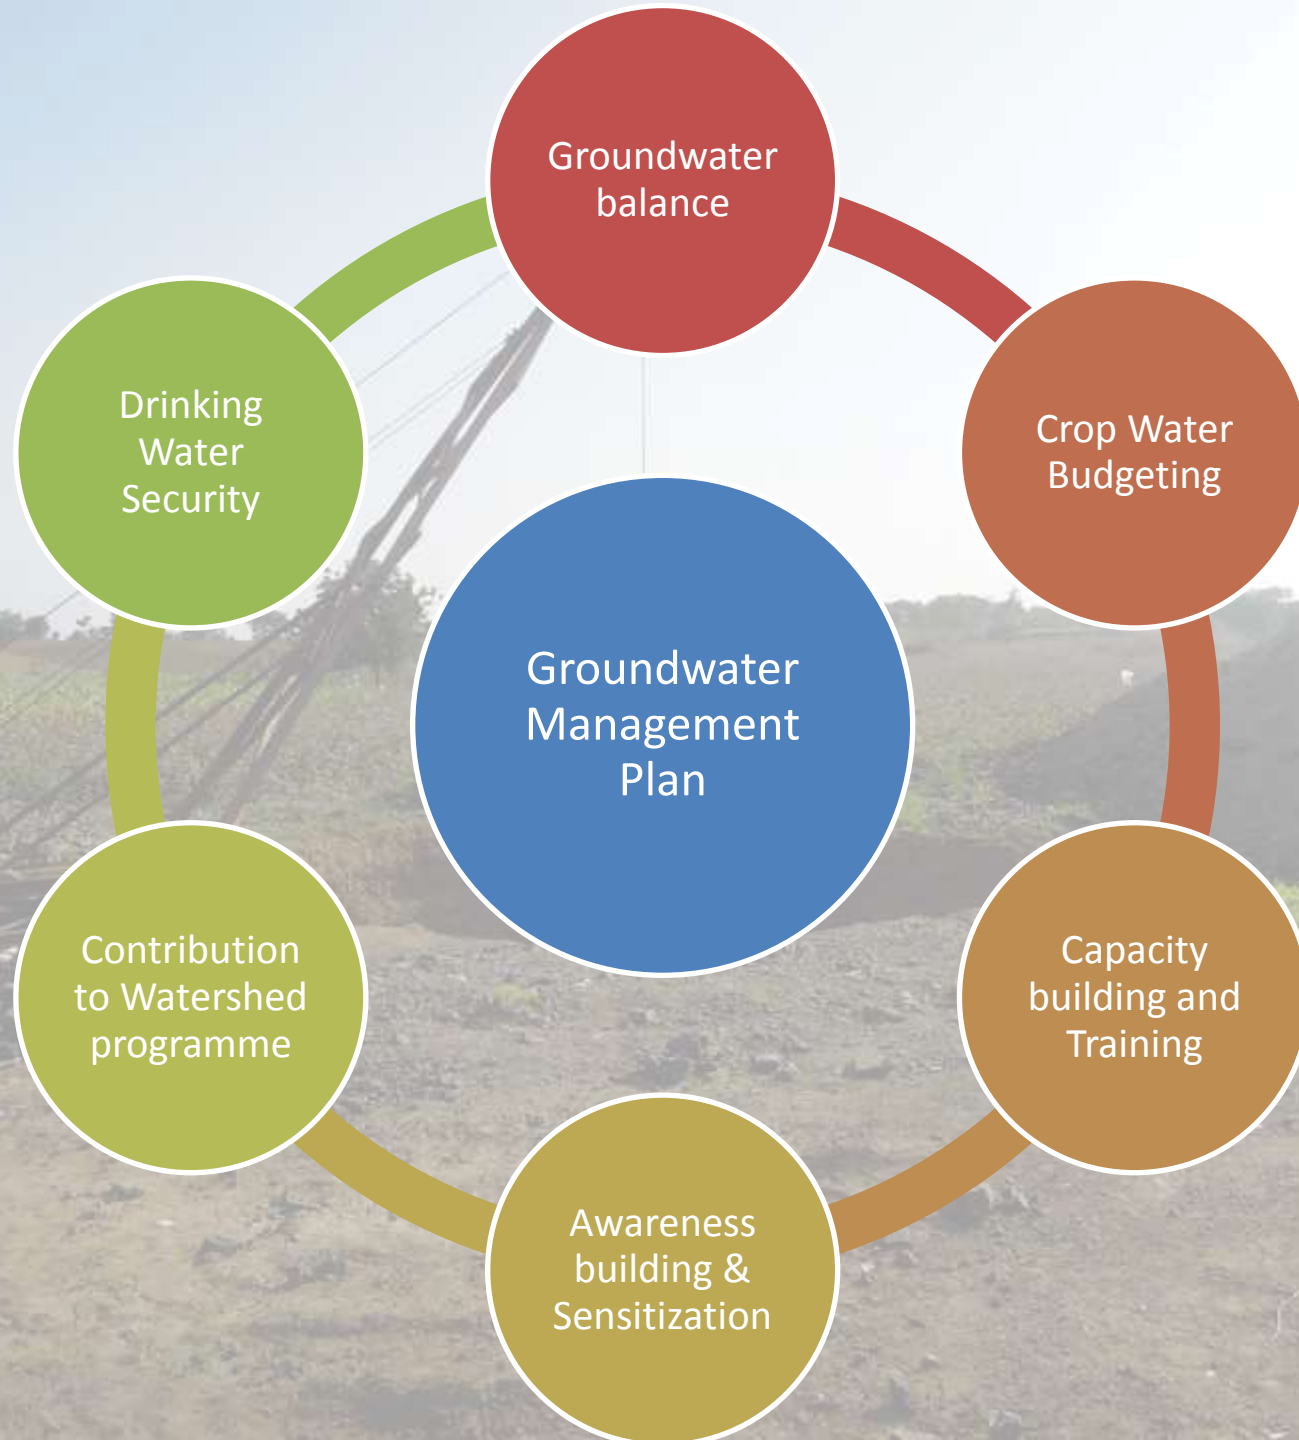 Groundwater
balance
Crop Water
Budgeting
Capacity
building and
Training
Awareness
building &
Sensitization
Contribution
to Watershed
programme
Drinking
Water
Security
Groundwater
Management
Plan